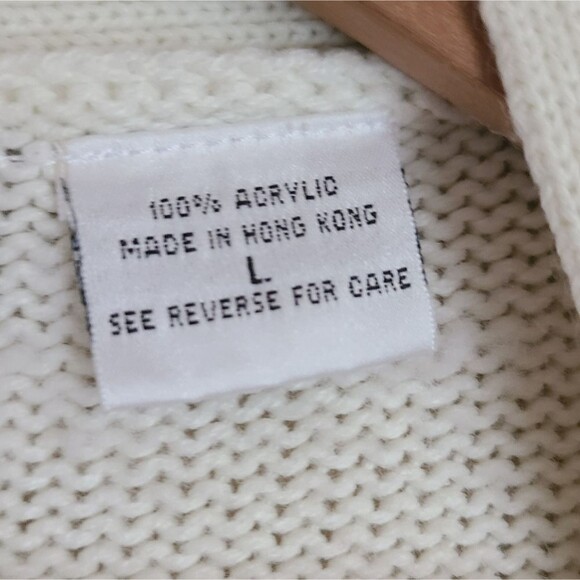 100% ACRYLIC
MADE IN HONG KONG
L
SEE REVERSE FOR CARE